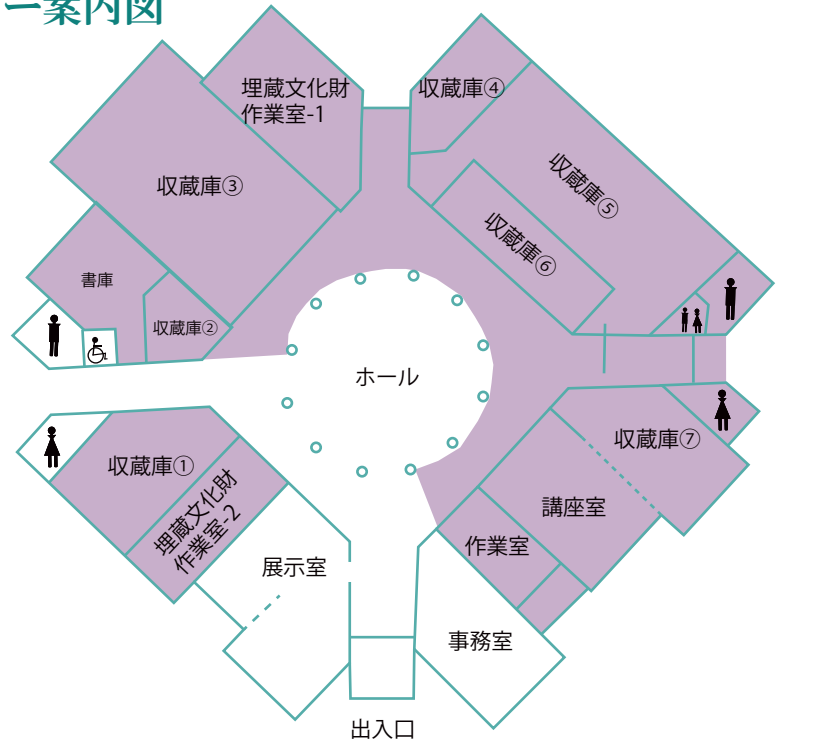 ー案内図
埋蔵文化財
作業室-1
収蔵庫④
収蔵庫③
収蔵庫⑤
収蔵庫⑥
書庫
収蔵庫②
ホール
収蔵庫①
収蔵庫⑦
埋蔵文化財
作業室-2
講座室
作業室
展示室
事務室
出入口